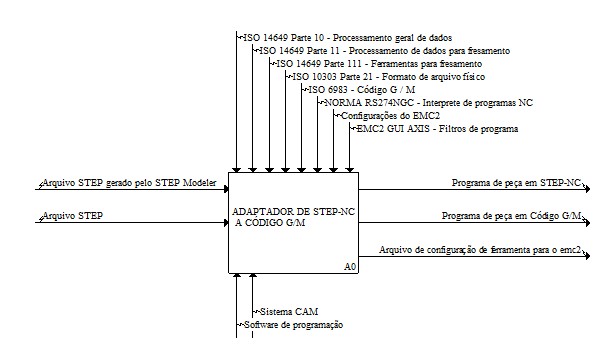 ISO 14649 Parte 10 - Processamento geral de dados
ISO 14649 Parte 11 - Processamento de dados para fresamento
ISO 14649 Parte 111 - Ferramentas para fresamento
ISO 10303 Parte 21 - Formato de arquivo físico
ISO 6983 - Código G / M
NORMA RS274NGC - Interprete de programas NC
Configurações do EMC2
EMC2 GUI AXIS - Filtros de programa
Arquivo STEP gerado pelo STEP Modeler
Programa de peça em STEP-NC
ADAPTADOR DE STEP-NC
A CÓDIGO G/M
Arquivo STEP
Programa de peça em Código G/M
Arquivo de configuração de ferramenta para o emc2
A0
Sistema CAM
Software de programação